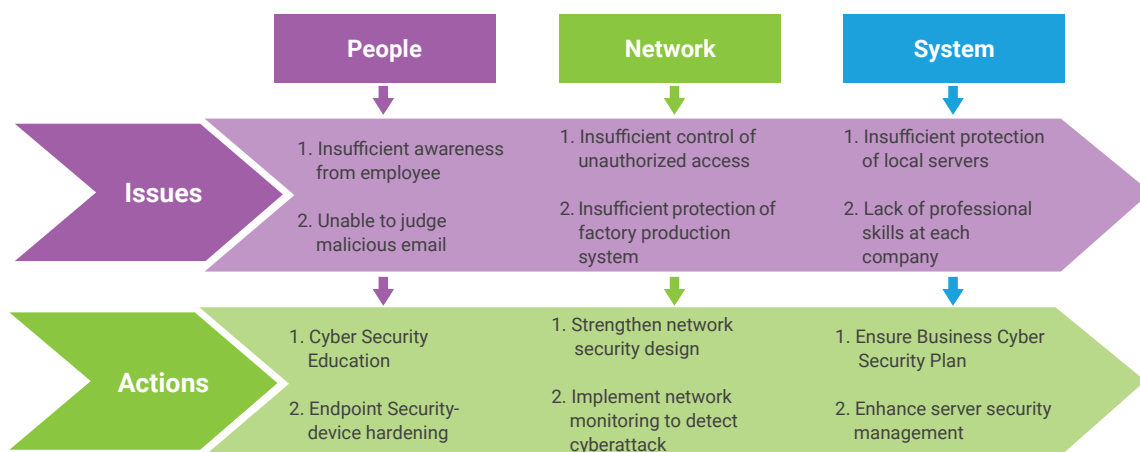 People
Network
System
Issues
1. Insufficient awareness
from employee
2. Unable to judge
malicious email
1. Insufficient control of
unauthorized access
2. Insufficient protection of
factory production
system
1. Insufficient protection
of local servers
2. Lack of professional
skills at each
company
Actions
1. Cyber Security
Education
2. Endpoint Security-
device hardening
1. Strengthen network
security design
2. Implement network
monitoring to detect
cyberattack
1. Ensure Business Cyber
Security Plan
2. Enhance server security
management